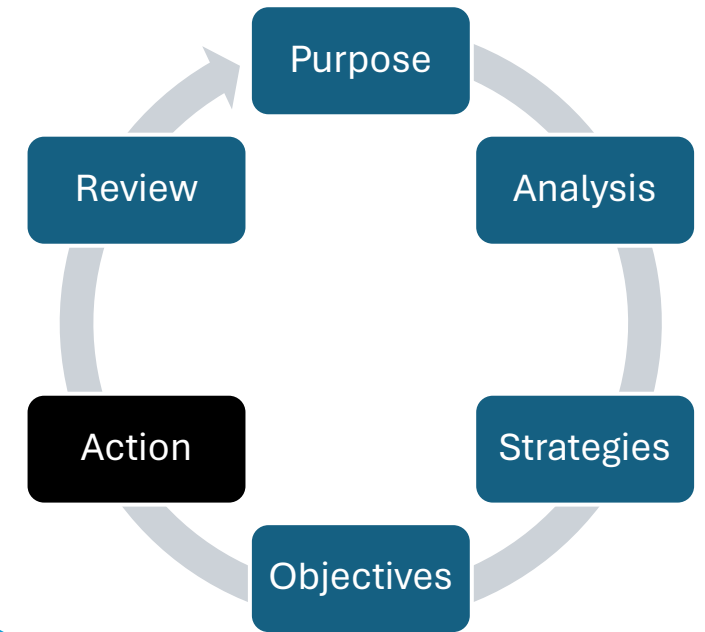 Purpose
Analysis
Strategies
Objectives
Action
Review